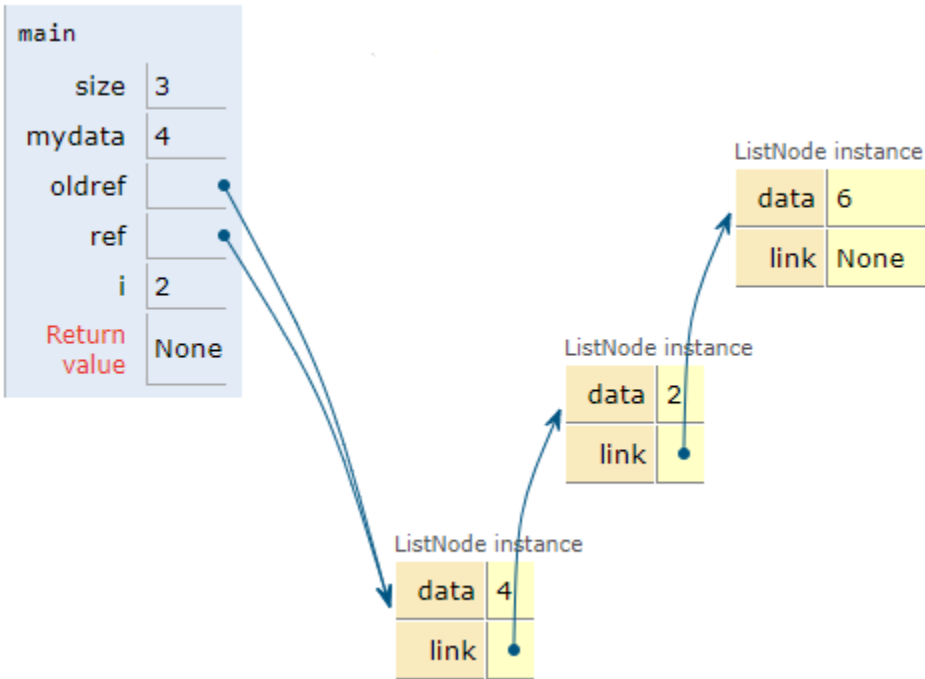 main
size 3
mydata 4
oldref
ref
i 2
Return
value None
ListNode instance
data 6
link None
ListNode instance
data 2
link
ListNode instance
data 4
link